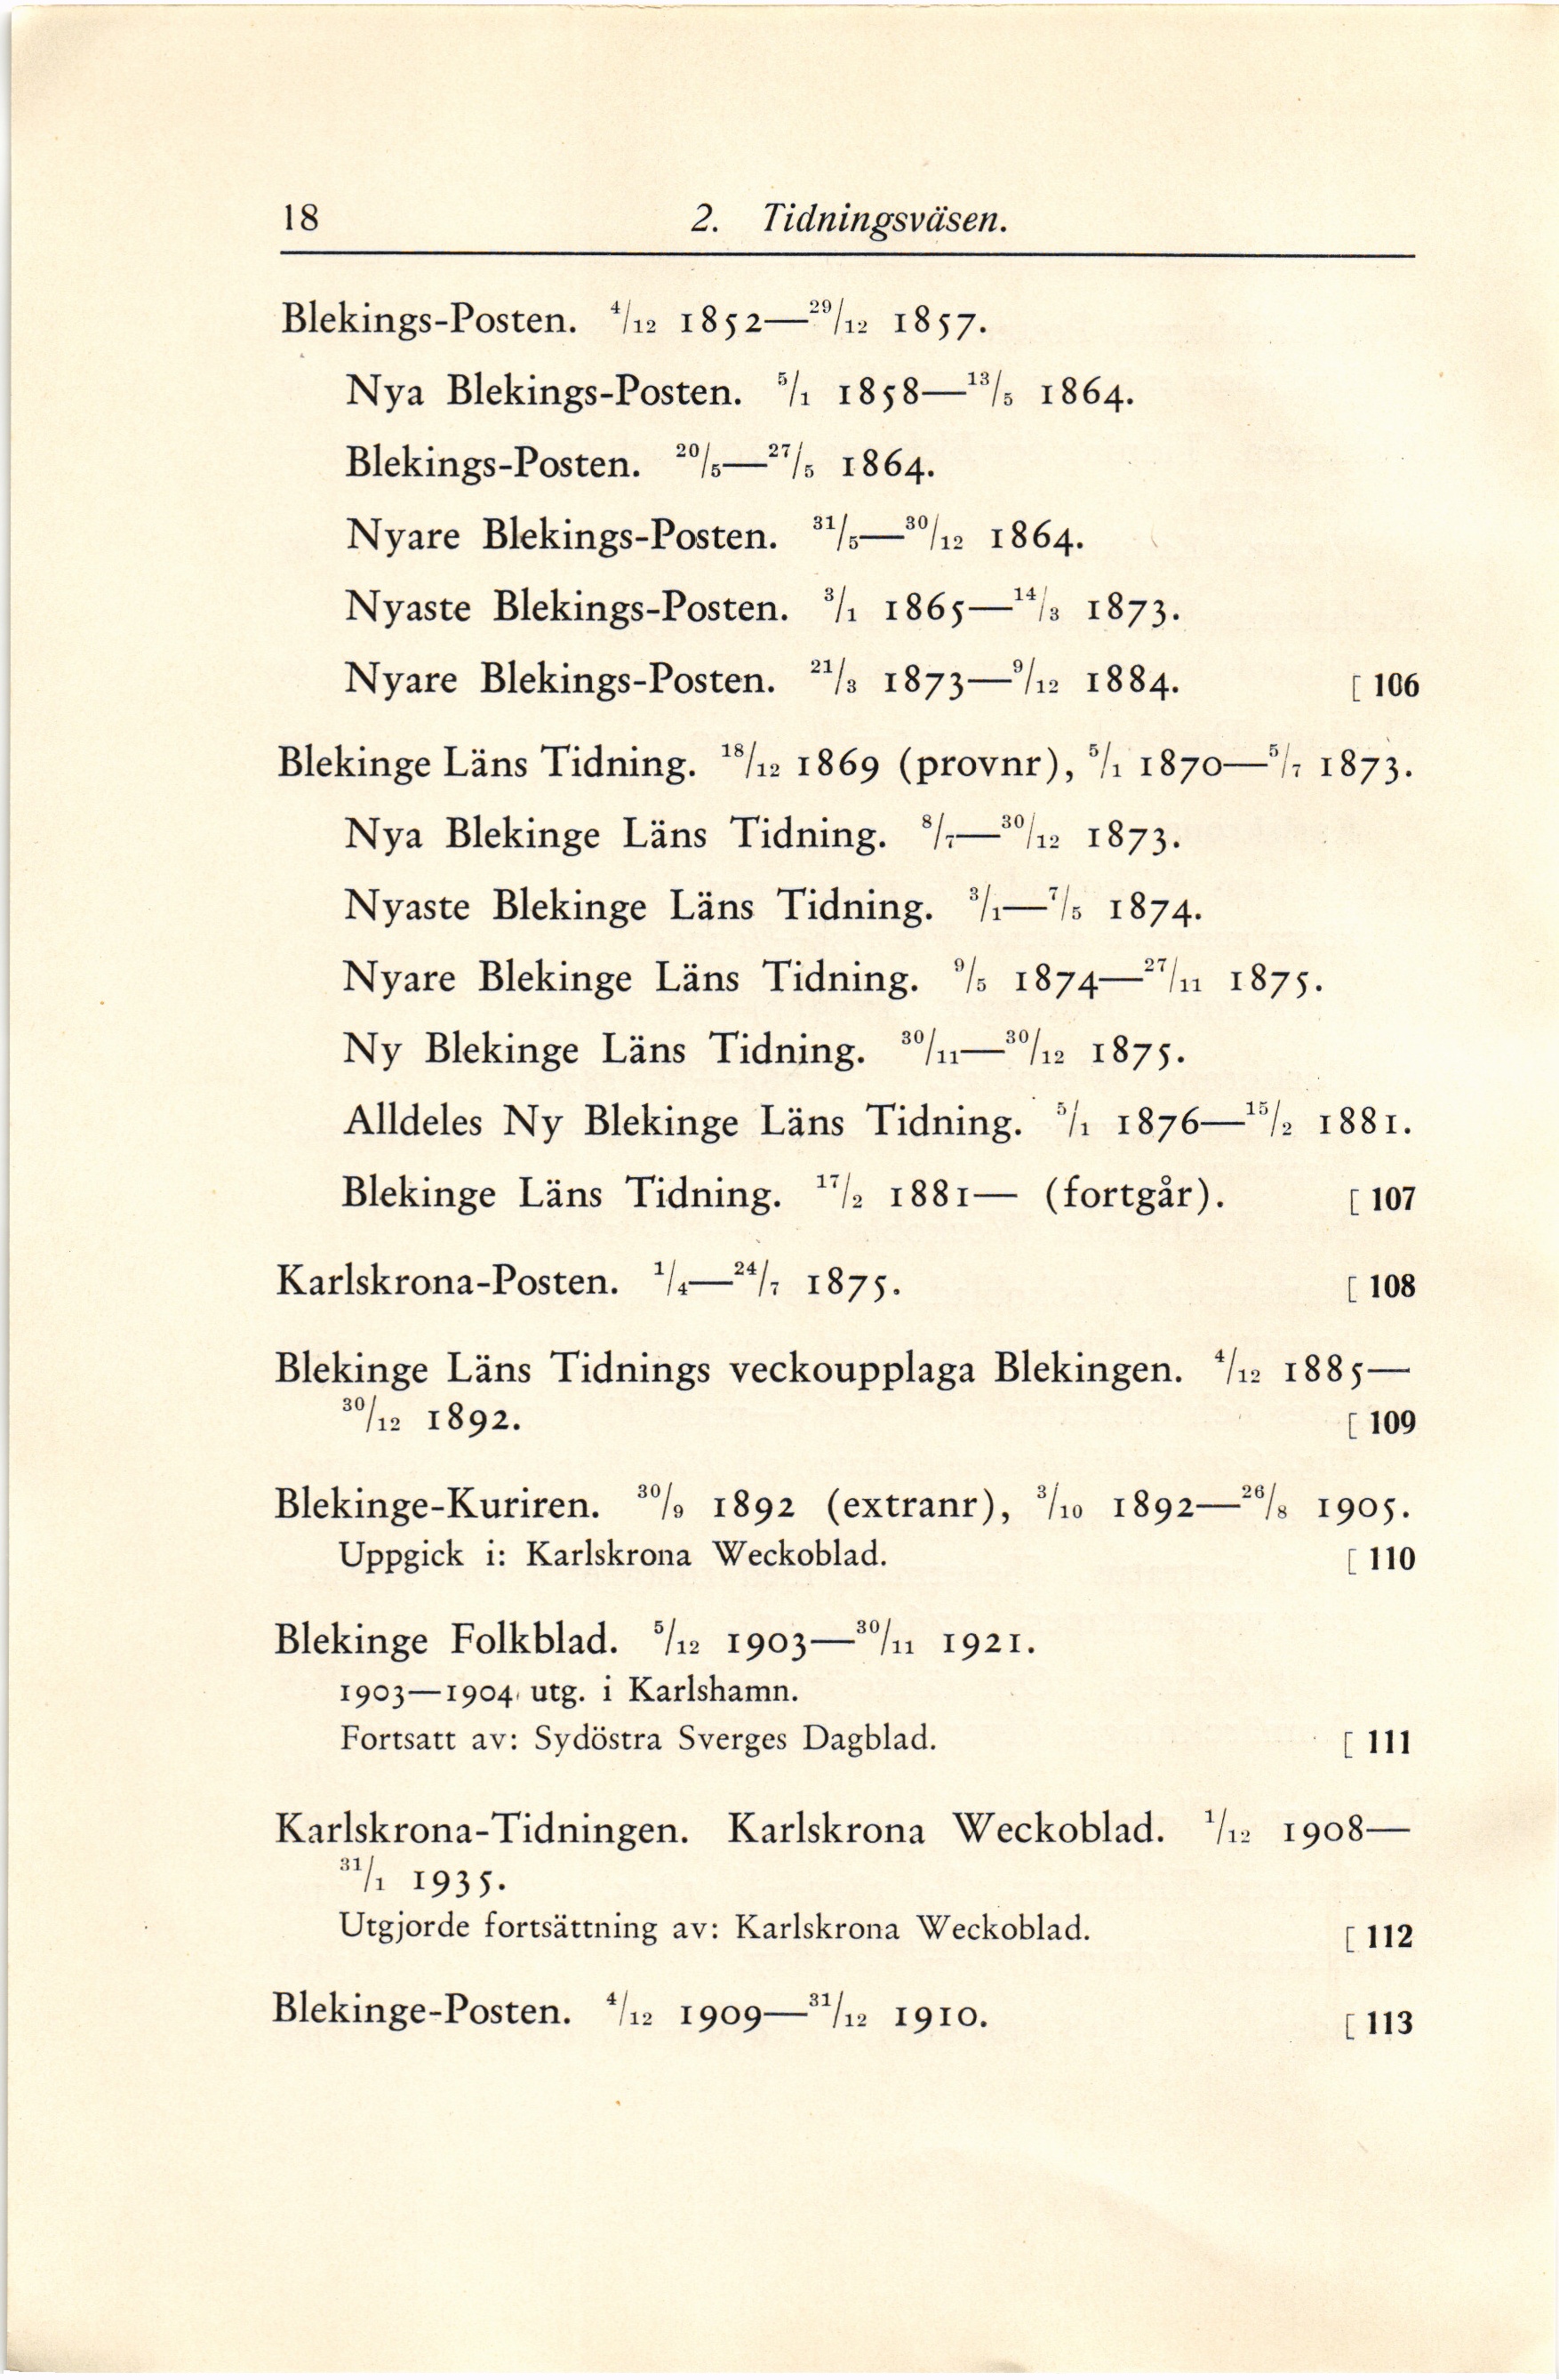 18 2. Tidningsväsen.
Blekings-Posten. 4/12 1852—29/12 1857.
Nya Blekings-Posten. 5/1 1858—13/5 1864.
Blekings-Posten. 20/5—27/5 1864.
Nyare Blekings-Posten. 31/5—30/12 1864.
Nyaste Blekings-Posten. 3/1 1865—14/3 1873.
Nyare Blekings-Posten. 21/3 1873—9/12 1884. [ 106
Blekinge Läns Tidning. 18/12 1869 (provnr), 5/1 1870—5/7 1873.
Nya Blekinge Läns Tidning. 8/7—30/12 1873.
Nyaste Blekinge Läns Tidning. 3/1—7/5 1874.
Nyare Blekinge Läns Tidning. 9/5 1874—27/11 1875.
Ny Blekinge Läns Tidning. 30/11—30/12 1875.
Alldeles Ny Blekinge Läns Tidning. 5/1 1876—15/2 1881.
Blekinge Läns Tidning. 17/2 1881— (fortgår). [ 107
Karlskrona-Posten. 1/4—24/7 1875. [ 108
Blekinge Läns Tidnings veckoupplaga Blekingen. 4/12 1885—
30/12 1892. [ 109
Blekinge-Kuriren. 30/9 1892 (extranr), 3/10 1892—26/8 1905.
Uppgick i: Karlskrona Weckoblad. [ 110
Blekinge Folkblad. 5/12 1903—30/11 1921.
1903—1904 utg. i Karlshamn.
Fortsatt av: Sydöstra Sverges Dagblad. [ 111
Karlskrona-Tidningen. Karlskrona Weckoblad. 1/12 1908—
31/1 1935.
Utgjorde fortsättning av: Karlskrona Weckoblad. [ 112
Blekinge-Posten. 4/12 1909—31/12 1910. [ 113